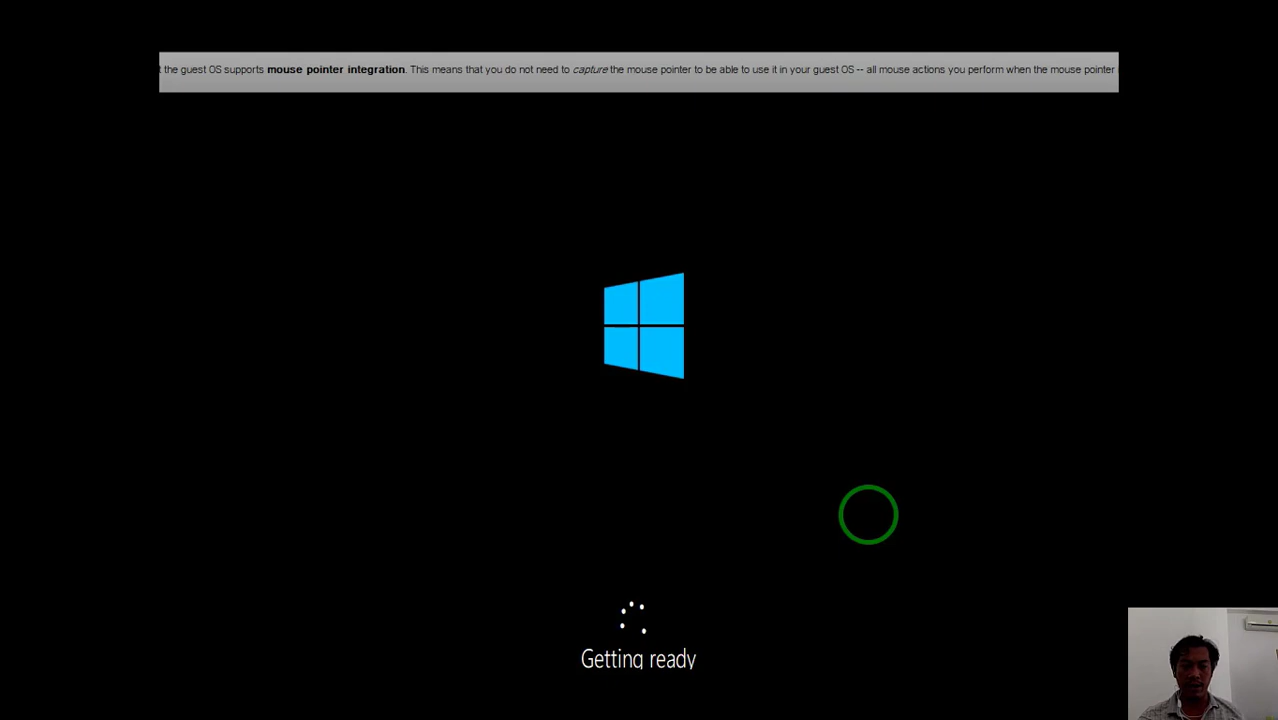 the guest OS supports mouse pointer integration. This means that you do not need to capture the mouse pointer to be able to use it in your guest OS -- all mouse actions you perform when the mouse pointer
Getting ready